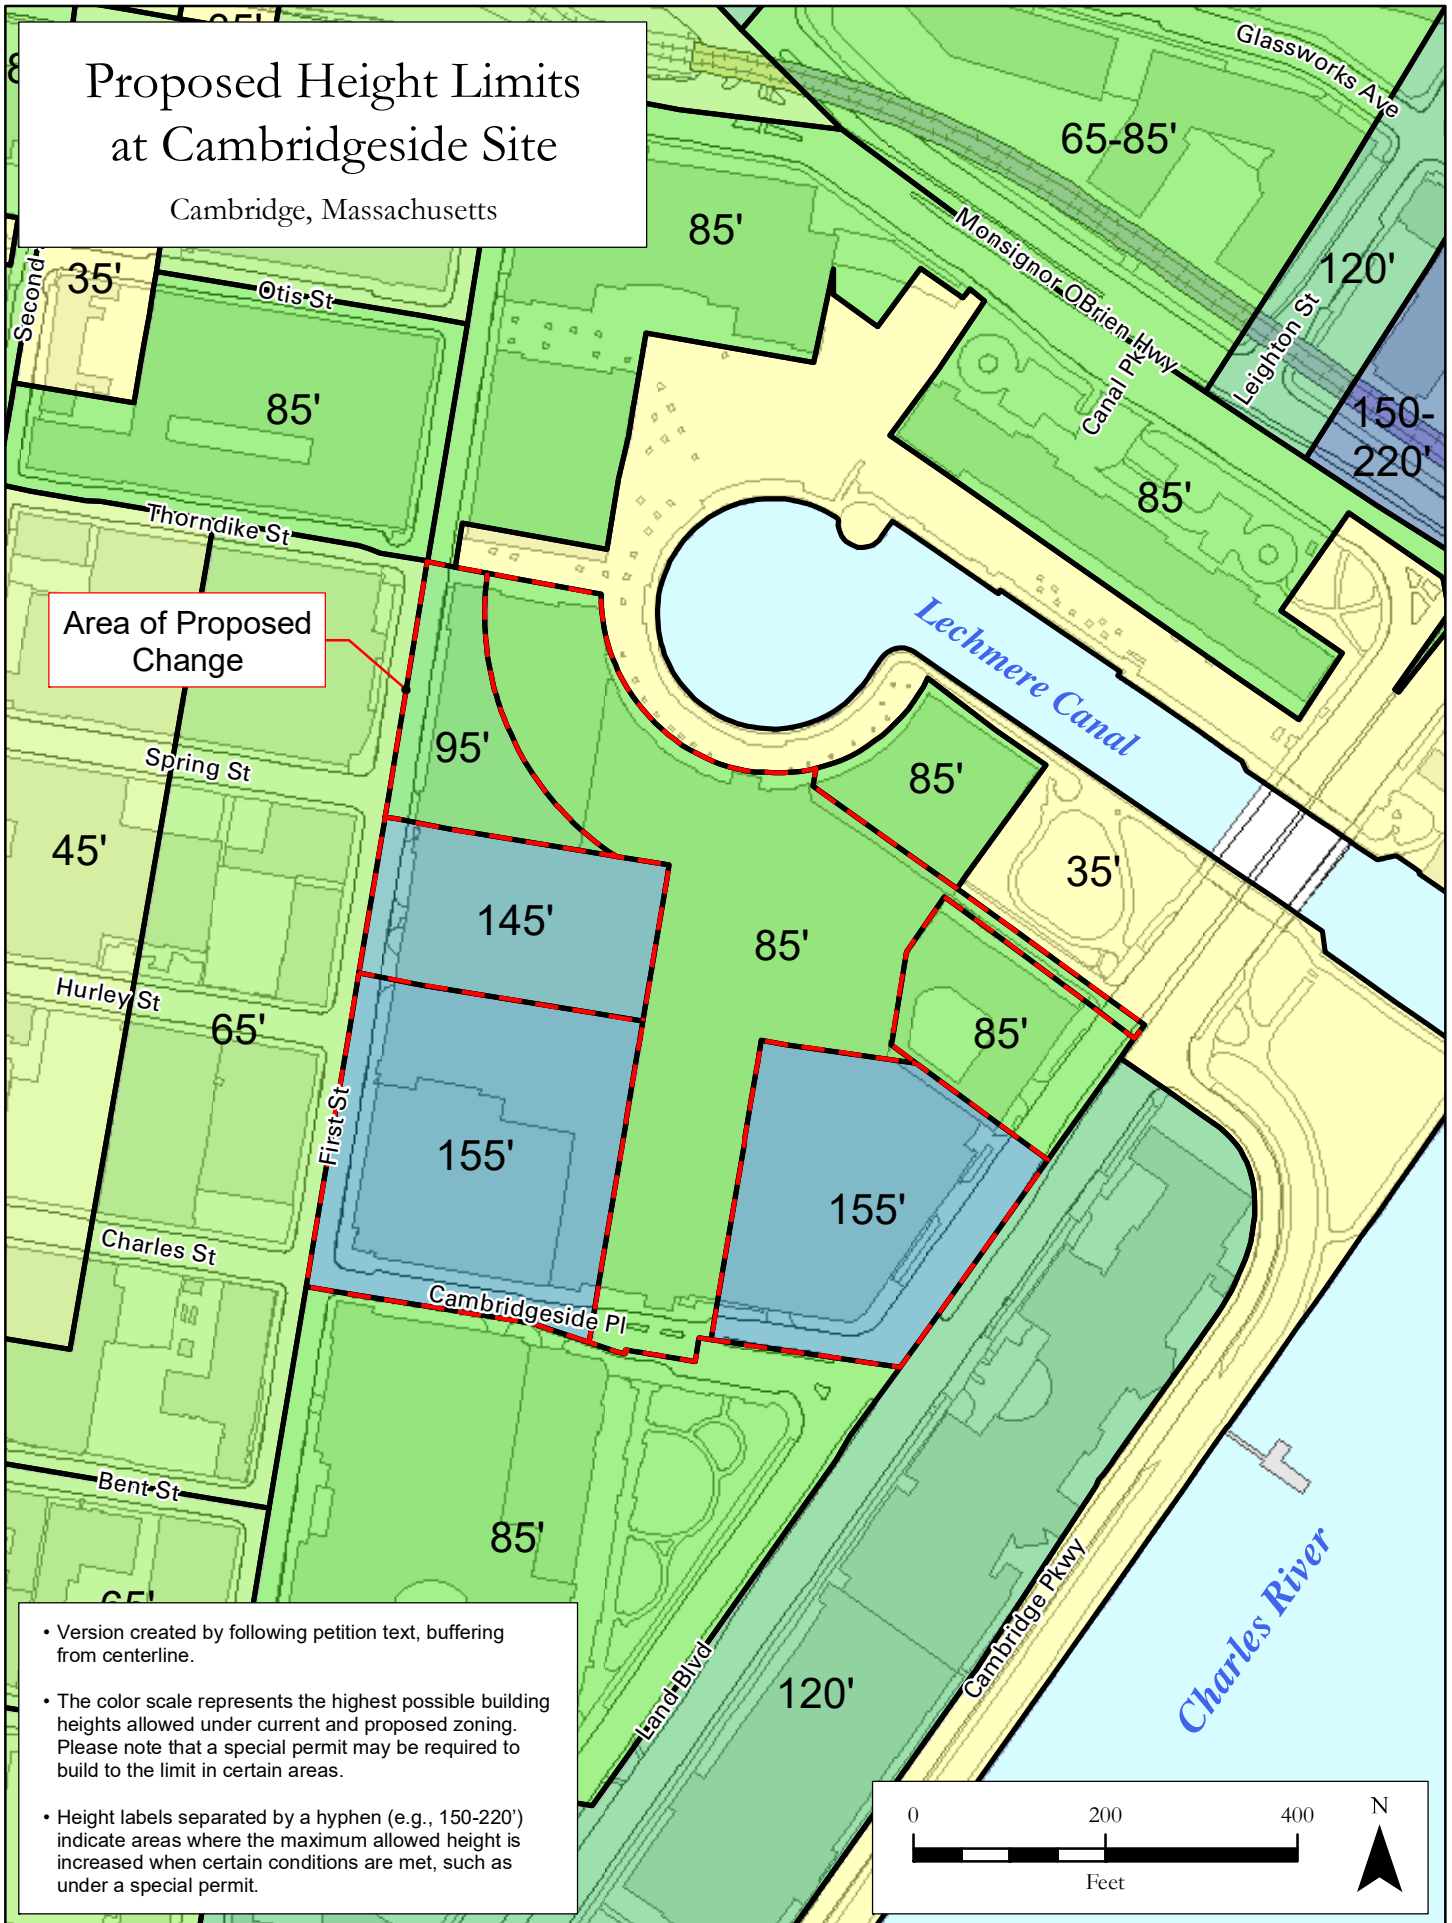 Proposed Height Limits
at Cambridgeside Site
Cambridge, Massachusetts
Glassworks Ave
65-85'
85'
Monsignor OBrien Hwy
120'
Second
35'
Otis St
Leighton St
Canal Pk
85'
150-
220'
85'
Thorndike St
Area of Proposed
Change
Lechmere Canal
95'
85'
Spring St
45'
35'
145'
85'
Hurley St
65'
85'
First St
155'
155'
Charles St
Cambridgeside Pl
Bent St
85'
65'
Land Blvd
120'
Cambridge Pkwy
Charles River
• Version created by following petition text, buffering
from centerline.
• The color scale represents the highest possible building
heights allowed under current and proposed zoning.
Please note that a special permit may be required to
build to the limit in certain areas.
• Height labels separated by a hyphen (e.g., 150-220’)
indicate areas where the maximum allowed height is
increased when certain conditions are met, such as
under a special permit.
0 200 400
Feet
N